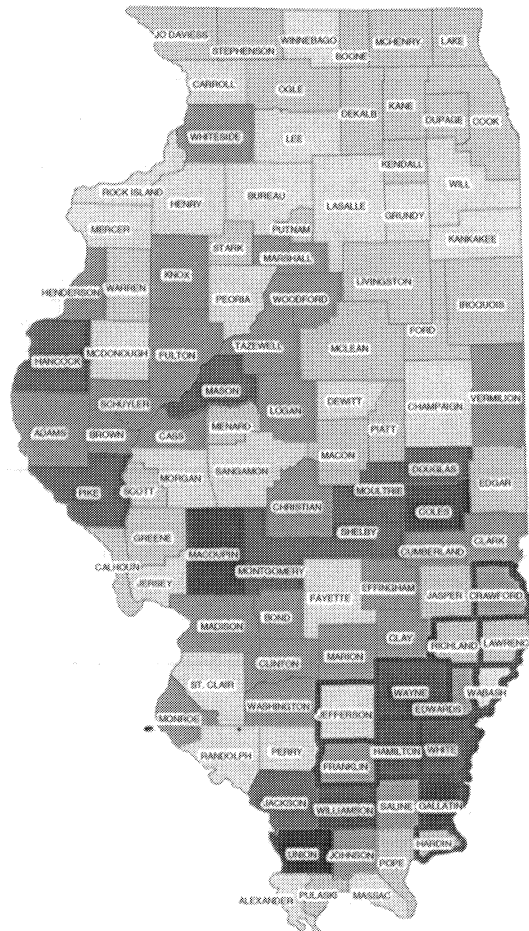 JO DAVIESS
STEPHENSON
WINNEBAGO
BOONE
MCHENRY
LAKE
CARROLL
OGLE
DEKALB
KANE
DUPAGE
COOK
WHITESIDE
LEE
KENDALL
WILL
ROCK ISLAND
HENRY
BUREAU
LASALLE
GRUNDY
MERCER
PUTNAM
KANKAKEE
STARK
MARSHALL
KNOX
HENDERSON
WARREN
PEORIA
WOODFORD
LIVINGSTON
IROQUOIS
FORD
HANCOCK
MCDONOUGH
FULTON
TAZEWELL
MCLEAN
MASON
SCHUYLER
LOGAN
DEWITT
CHAMPAIGN
VERMILION
ADAMS
BROWN
CASS
MENARD
PIATT
MACON
SANGAMON
DOUGLAS
EDGAR
PIKE
SCOTT
MORGAN
MOULTRIE
COLES
CHRISTIAN
SHELBY
GREENE
MACOUPIN
CUMBERLAND
CLARK
CALHOUN
JERSEY
MONTGOMERY
FAYETTE
EFFINGHAM
JASPER
CRAWFORD
MADISON
BOND
CLAY
RICHLAND
LAWRENC
CLINTON
MARION
ST. CLAIR
WAYNE
WABASH
EDWARDS
WASHINGTON
JEFFERSON
MONROE
RANDOLPH
PERRY
HAMILTON
WHITE
FRANKLIN
JACKSON
WILLIAMSON
SALINE
GALLATIN
HARDIN
UNION
JOHNSON
POPE
ALEXANDER
PULASKI
MASSAC